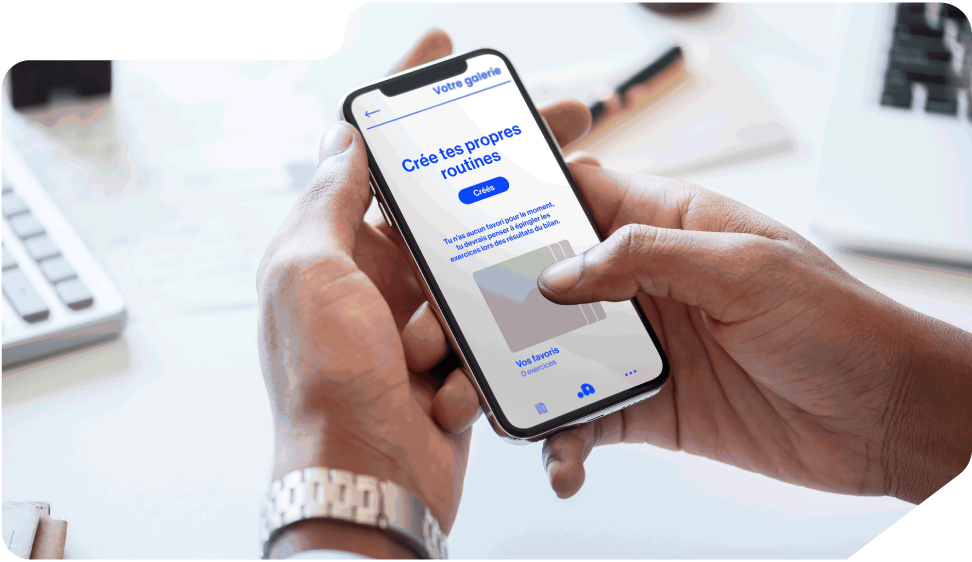 Votre galerie
Crée tes propres
routines
Créés
Tu n'as aucun favori pour le moment,
tu devrais penser à épingler les
exercices lors des résultats du bilan.
Vos favoris
0 exercices